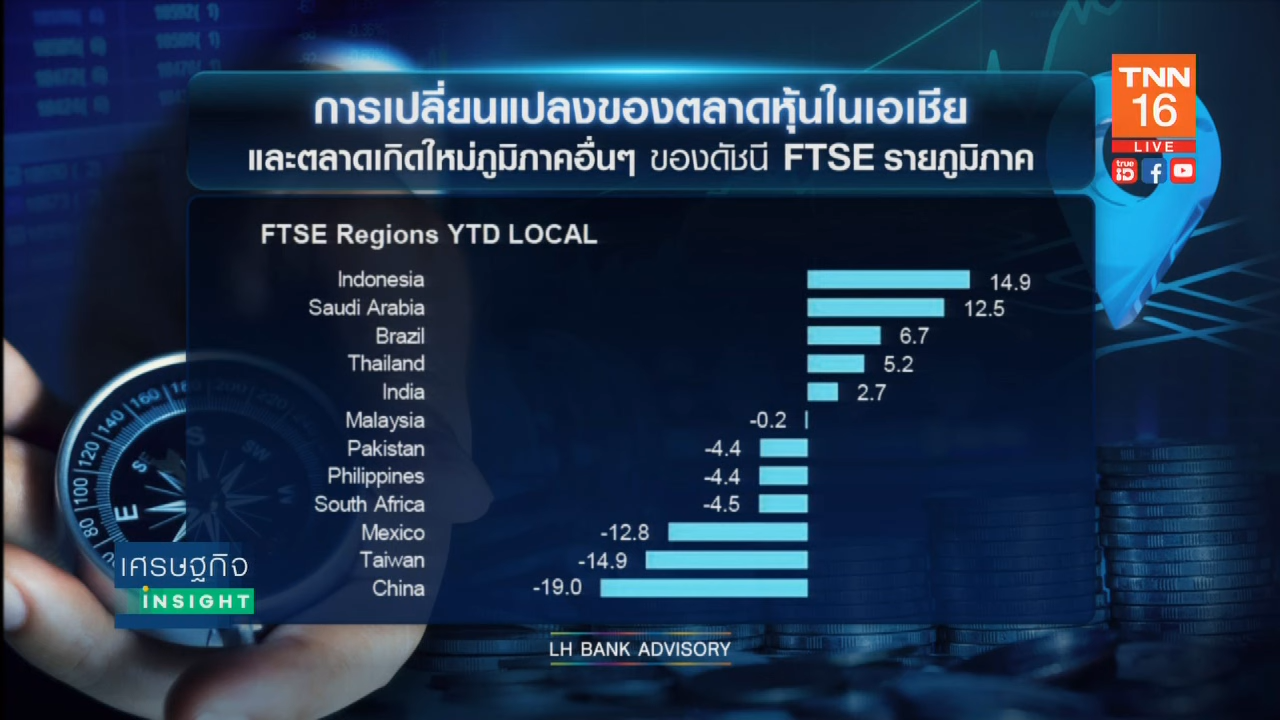 การเปลี่ยนแปลงของตลาดหุ้นในเอเชีย
และตลาดเกิดใหม่ภูมิภาคอื่นๆ ของดัชนี FTSE รายภูมิภาค
TNN
16
LIVE
true
iD
FTSE Regions YTD LOCAL
Indonesia 14.9
Saudi Arabia 12.5
Brazil 6.7
Thailand 5.2
India 2.7
Malaysia -0.2
Pakistan -4.4
Philippines -4.4
South Africa -4.5
Mexico -12.8
Taiwan -14.9
China -19.0
เศรษฐกิจ
INSIGHT
LH BANK ADVISORY